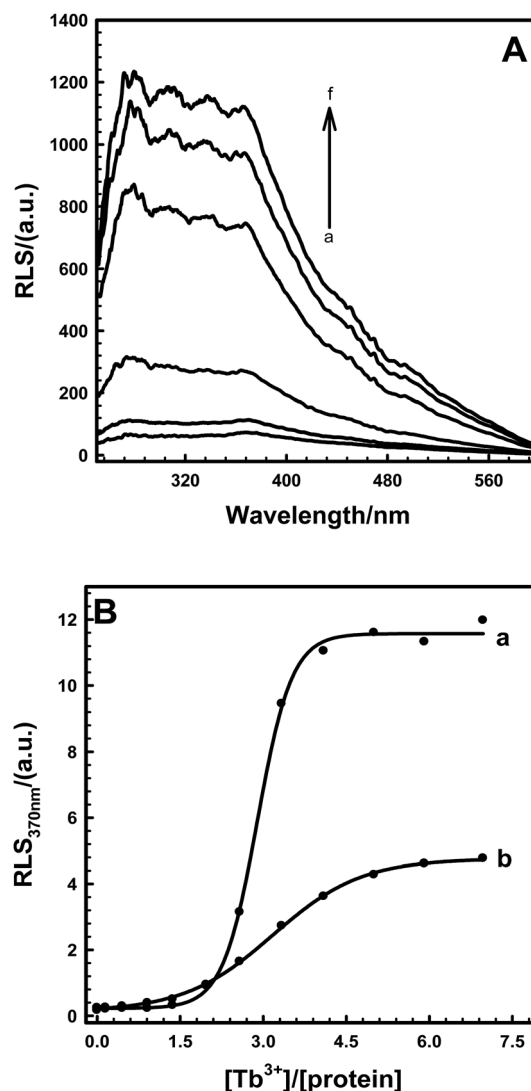 A
1400
1200
1000
800
600
400
200
0
RLS/(a.u.)
f
a
320 400 480 560
Wavelength/nm
B
12
10
8
6
4
2
0
RLS370nm/(a.u.)
a
b
0.0 1.5 3.0 4.5 6.0 7.5
[Tb3+]/[protein]